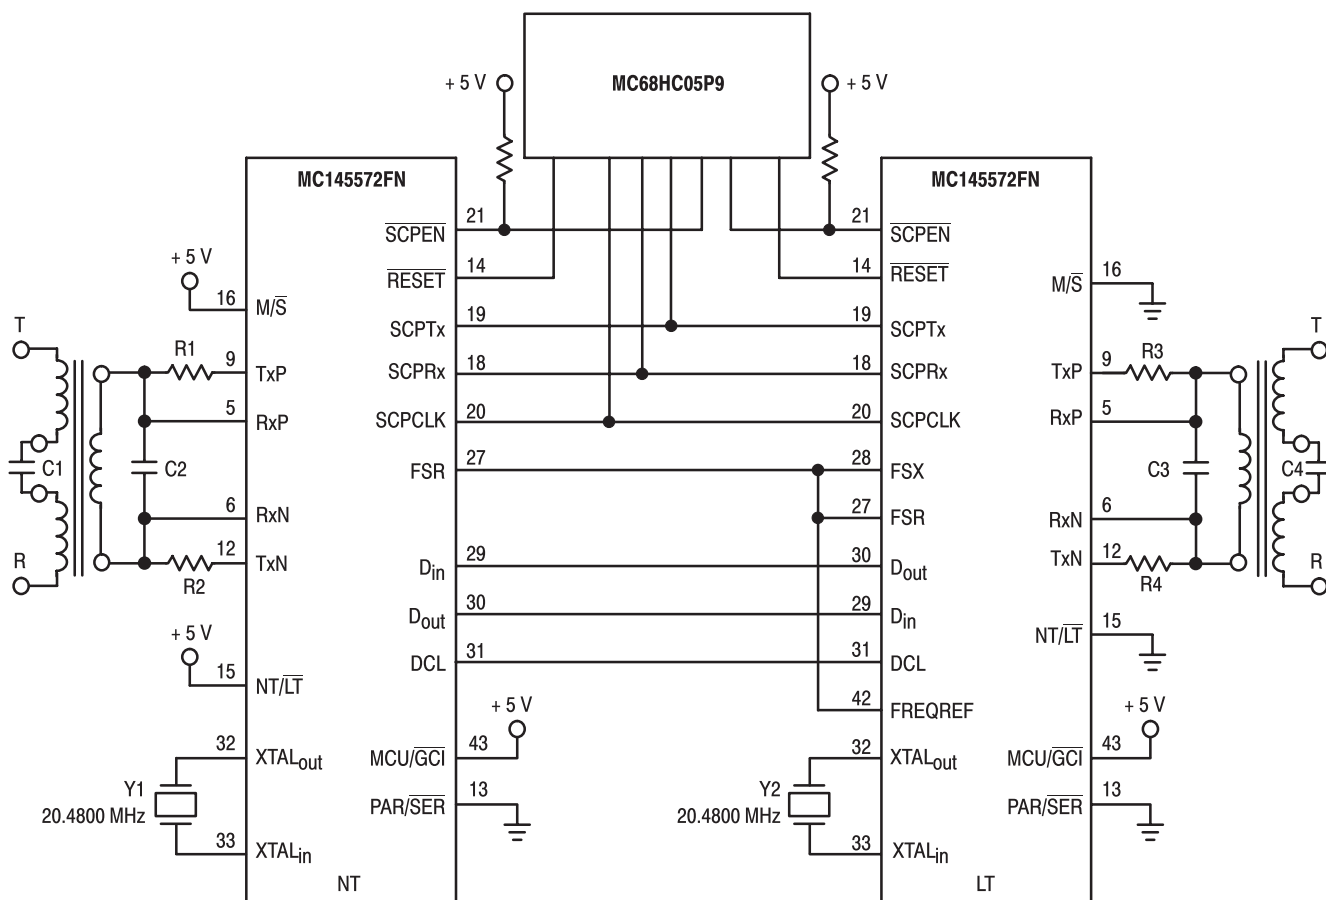 MC68HC05P9
+ 5 V
+ 5 V
MC145572FN
MC145572FN
21
SCPEN
21
SCPEN
14
RESET
14
RESET
+ 5 V
16
M/S
16
M/S
19
SCPTx
19
SCPTx
T
R1
9
TxP
18
SCPRx
18
SCPRx
9
TxP
R3
T
5
RxP
20
SCPCLK
20
SCPCLK
5
RxP
C1
C2
27
FSR
28
FSX
C3
C4
6
RxN
27
FSR
6
RxN
R
12
TxN
R2
29
Din
30
Dout
12
TxN
R4
R
30
Dout
29
Din
+ 5 V
15
NT/LT
15
NT/LT
31
DCL
31
DCL
42
FREQREF
+ 5 V
+ 5 V
32
XTALout
43
MCU/GCI
32
XTALout
43
MCU/GCI
Y1
20.4800 MHz
13
PAR/SER
Y2
20.4800 MHz
13
PAR/SER
33
XTALin
33
XTALin
NT
LT